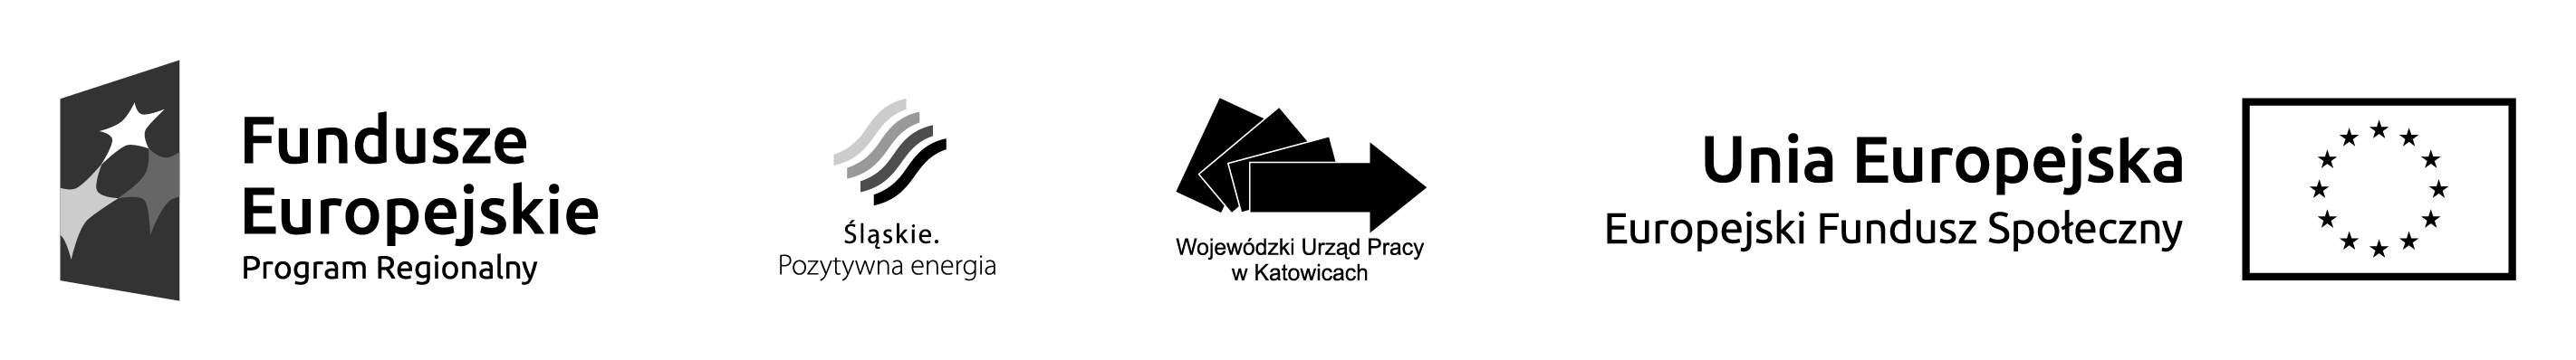 Fundusze
Europejskie
Program Regionalny
Śląskie.
Pozytywna energia
Wojewódzki Urząd Pracy
w Katowicach
Unia Europejska
Europejski Fundusz Społeczny